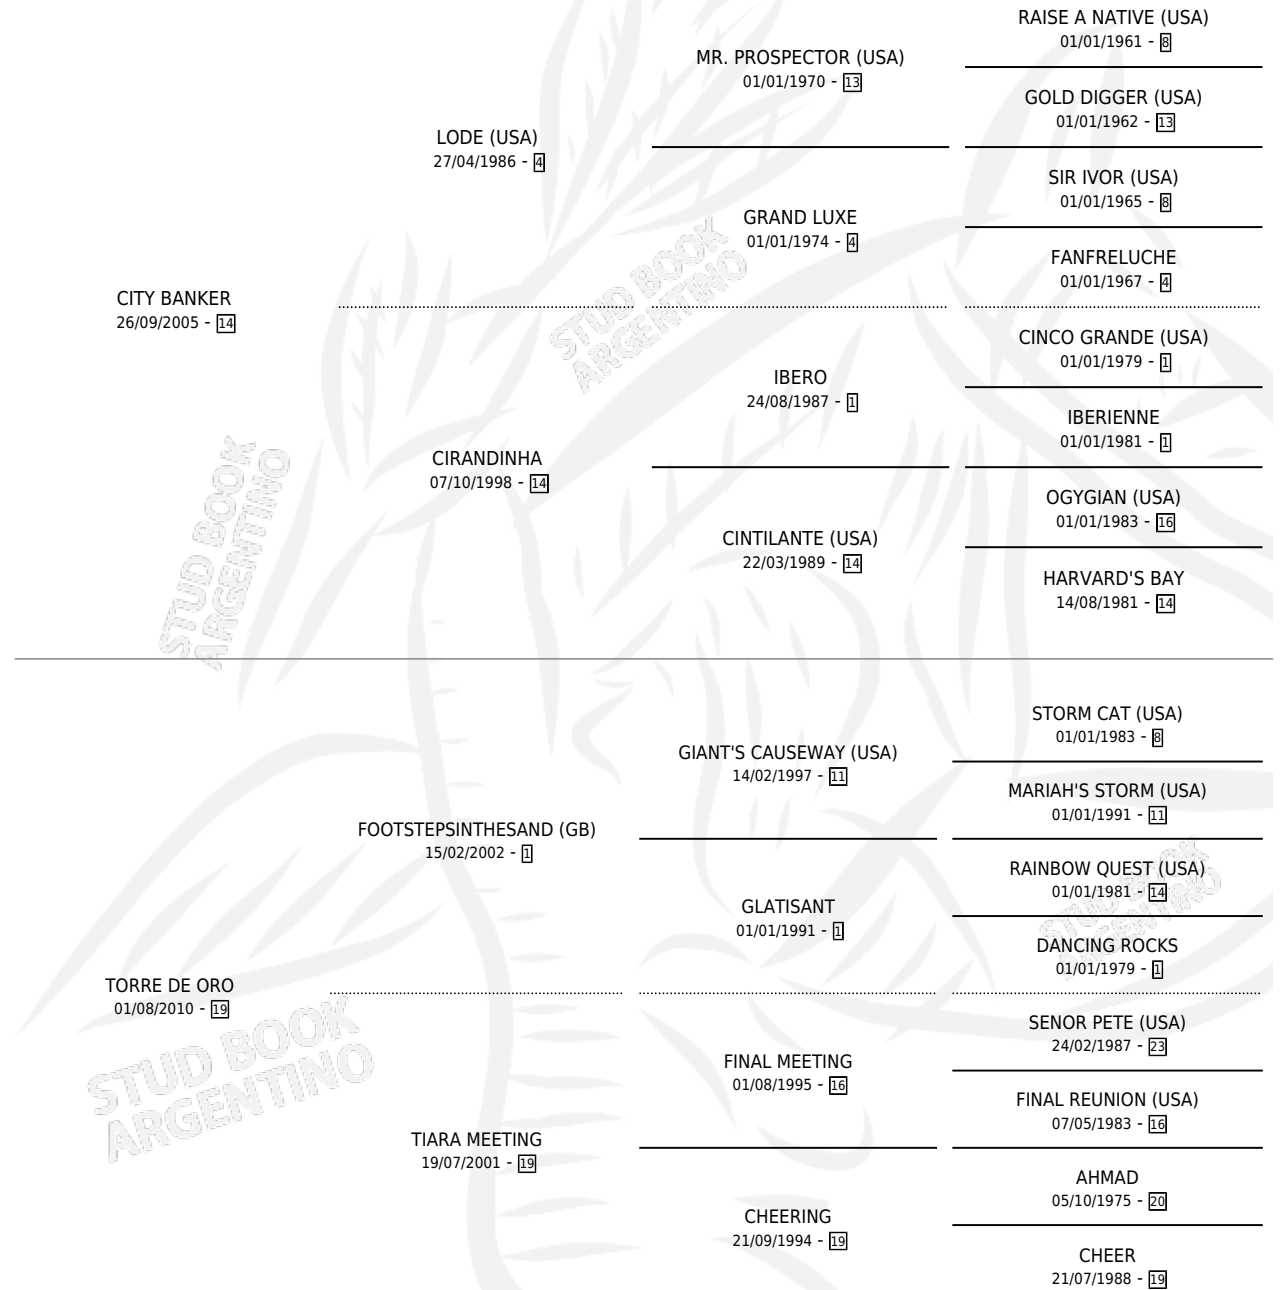 RAISE A NATIVE (USA)
01/01/1961 - 8
MR. PROSPECTOR (USA)
01/01/1970 - 13
GOLD DIGGER (USA)
01/01/1962 - 13
LODE (USA)
27/04/1986 - 4
SIR IVOR (USA)
01/01/1965 - 8
GRAND LUXE
01/01/1974 - 4
FANFRELUCHE
01/01/1967 - 4
STUD BOOK
ARGENTINO
CITY BANKER
26/09/2005 - 14
CINCO GRANDE (USA)
01/01/1979 - 1
IBERO
24/08/1987 - 1
IBERIENNE
01/01/1981 - 1
CIRANDINHA
07/10/1998 - 14
OGYGIAN (USA)
01/01/1983 - 16
CINTILANTE (USA)
22/03/1989 - 14
HARVARD'S BAY
14/08/1981 - 14
STUD BOOK
ARGENTINO
STORM CAT (USA)
01/01/1983 - 8
GIANT'S CAUSEWAY (USA)
14/02/1997 - 11
MARIAH'S STORM (USA)
01/01/1991 - 11
FOOTSTEPSINTHESAND (GB)
15/02/2002 - 1
RAINBOW QUEST (USA)
01/01/1981 - 14
GLATISANT
01/01/1991 - 1
DANCING ROCKS
01/01/1979 - 1
STUD BOOK
ARGENTINO
TORRE DE ORO
01/08/2010 - 19
SENOR PETE (USA)
24/02/1987 - 23
FINAL MEETING
01/08/1995 - 16
FINAL REUNION (USA)
07/05/1983 - 16
STUD BOOK
ARGENTINO
TIARA MEETING
19/07/2001 - 19
AHMAD
05/10/1975 - 20
CHEERING
21/09/1994 - 19
CHEER
21/07/1988 - 19